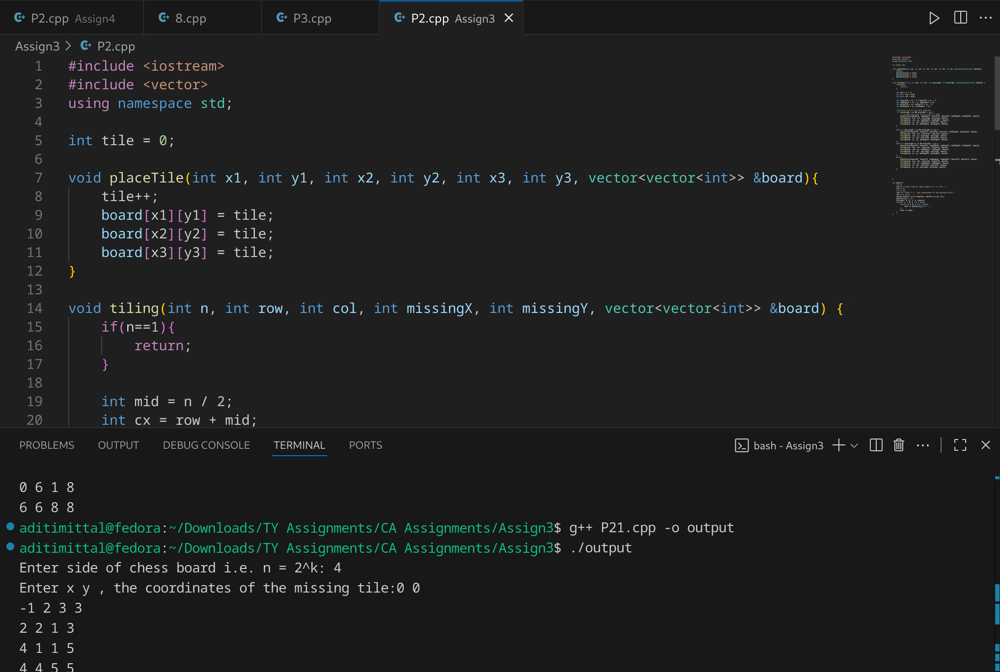 P2.cpp Assign4
8.cpp
P3.cpp
P2.cpp Assign3
Assign3 > P2.cpp
1 #include <iostream>
2 #include <vector>
3 using namespace std;
4
5 int tile = 0;
6
7 void placeTile(int x1, int y1, int x2, int y2, int x3, int y3, vector<vector<int>> &board){
8 tile++;
9 board[x1][y1] = tile;
10 board[x2][y2] = tile;
11 board[x3][y3] = tile;
12 }
13
14 void tiling(int n, int row, int col, int missingX, int missingY, vector<vector<int>> &board) {
15 if(n==1){
16 return;
17 }
18
19 int mid = n / 2;
20 int cx = row + mid;
PROBLEMS OUTPUT DEBUG CONSOLE TERMINAL PORTS
bash - Assign3
0 6 1 8
6 6 8 8
aditimittal@fedora:~/Downloads/TY Assignments/CA Assignments/Assign3$ g++ P21.cpp -o output
aditimittal@fedora:~/Downloads/TY Assignments/CA Assignments/Assign3$ ./output
Enter side of chess board i.e. n = 2^k: 4
Enter x y , the coordinates of the missing tile:0 0
-1 2 3 3
2 2 1 3
4 1 1 5
4 4 5 5